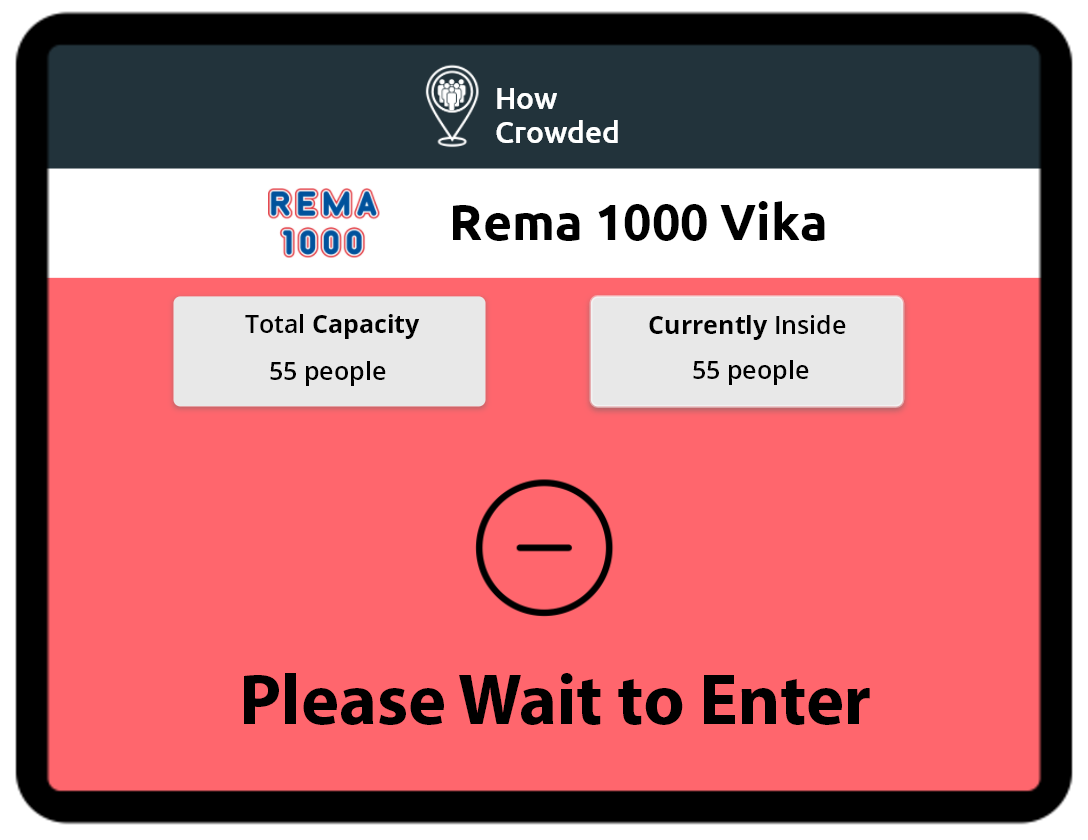 How
Crowded
REMA
1000
Rema 1000 Vika
Total Capacity
55 people
Currently Inside
55 people
Please Wait to Enter